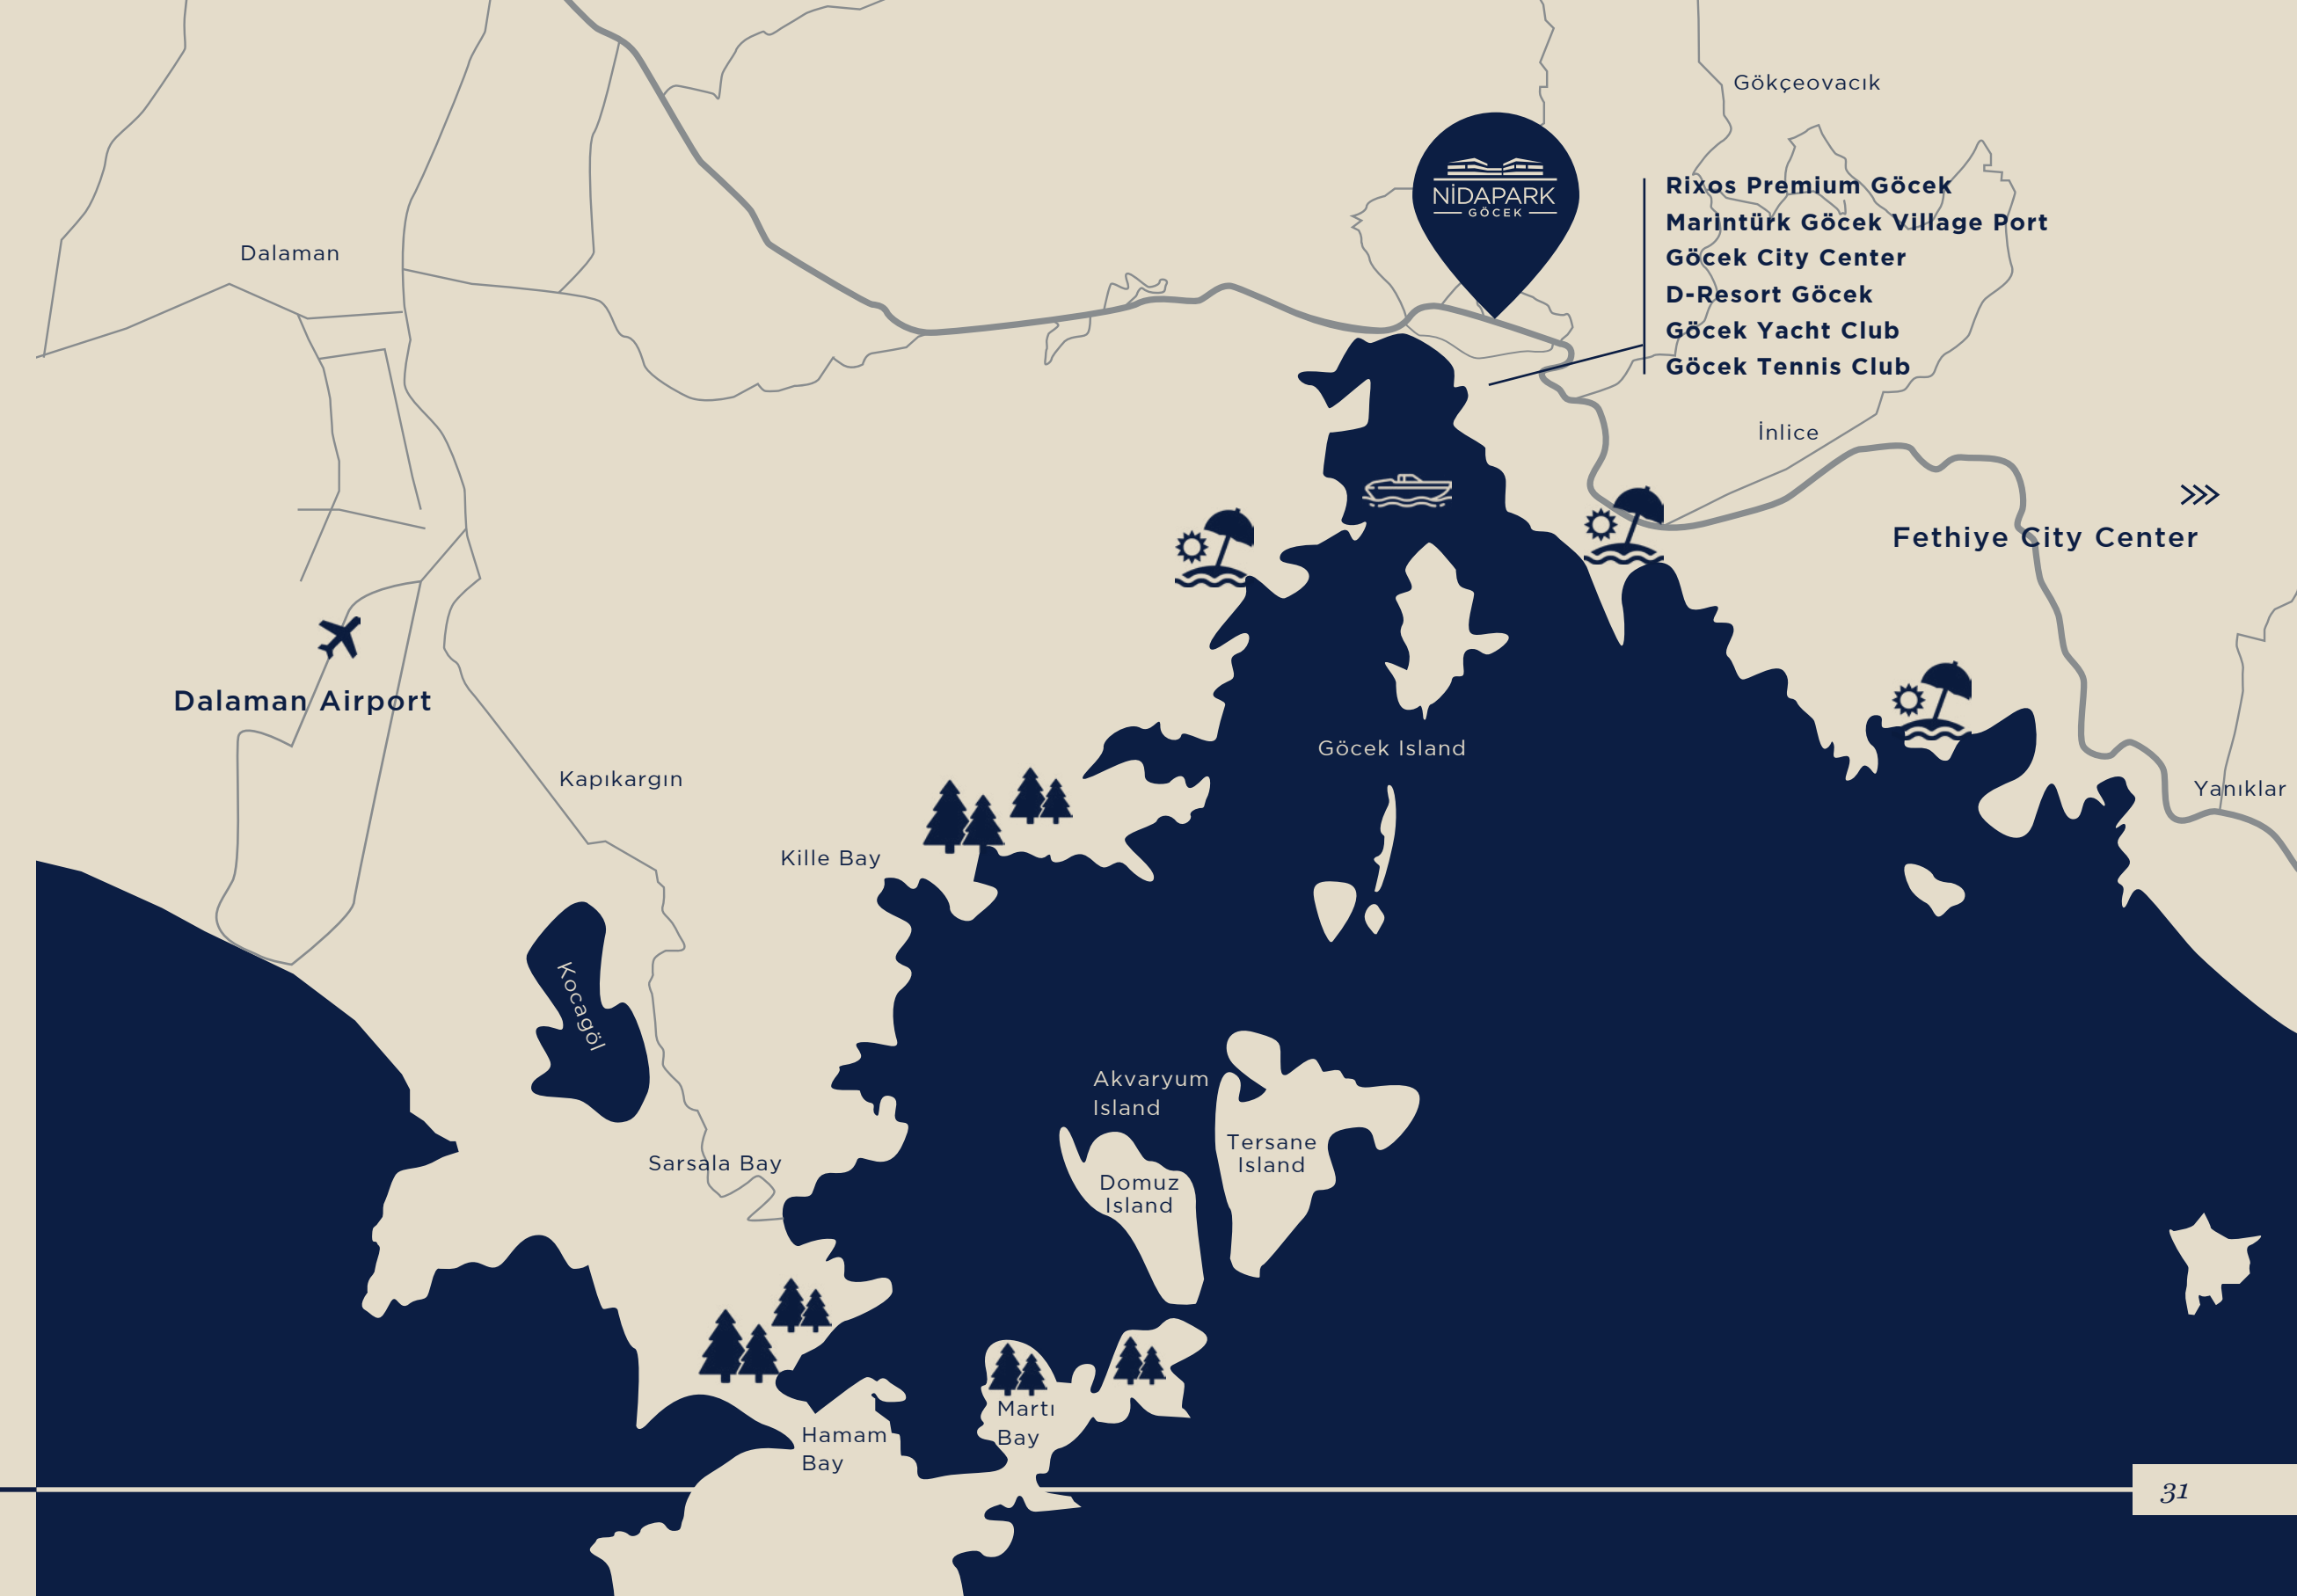 Gökçeovacık
NİDAPARK
GÖCEK
Rixos Premium Göcek
Marintürk Göcek Village Port
Göcek City Center
D-Resort Göcek
Göcek Yacht Club
Göcek Tennis Club
Dalaman
İnlice
Fethiye City Center
Dalaman Airport
Göcek Island
Kapıkargın
Yanıklar
Kille Bay
Kocagöl
Akvaryum
Island
Tersane
Island
Sarsala Bay
Domuz
Island
Martı
Bay
Hamam
Bay
31